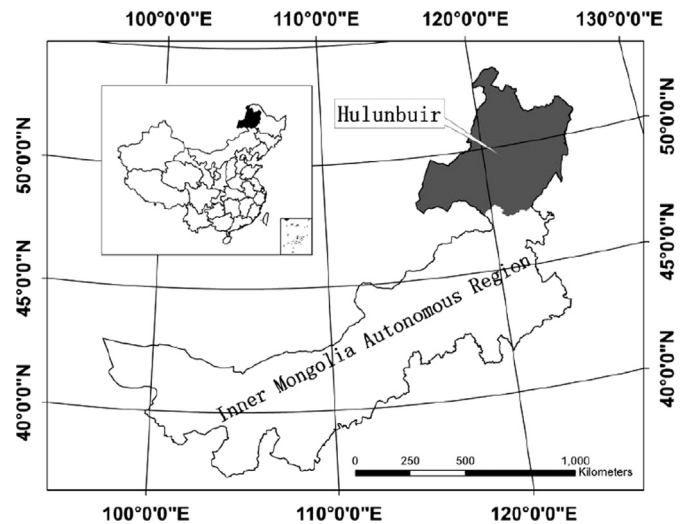 100°0'0"E 110°0'0"E 120°0'0"E 130°0'0"E
Hulunbuir
50°0'0"N 50°0'0"N
45°0'0"N 45°0'0"N
40°0'0"N 40°0'0"N
Inner Mongolia Autonomous Region
0 250 500 1,000
Kilometers
100°0'0"E 110°0'0"E 120°0'0"E